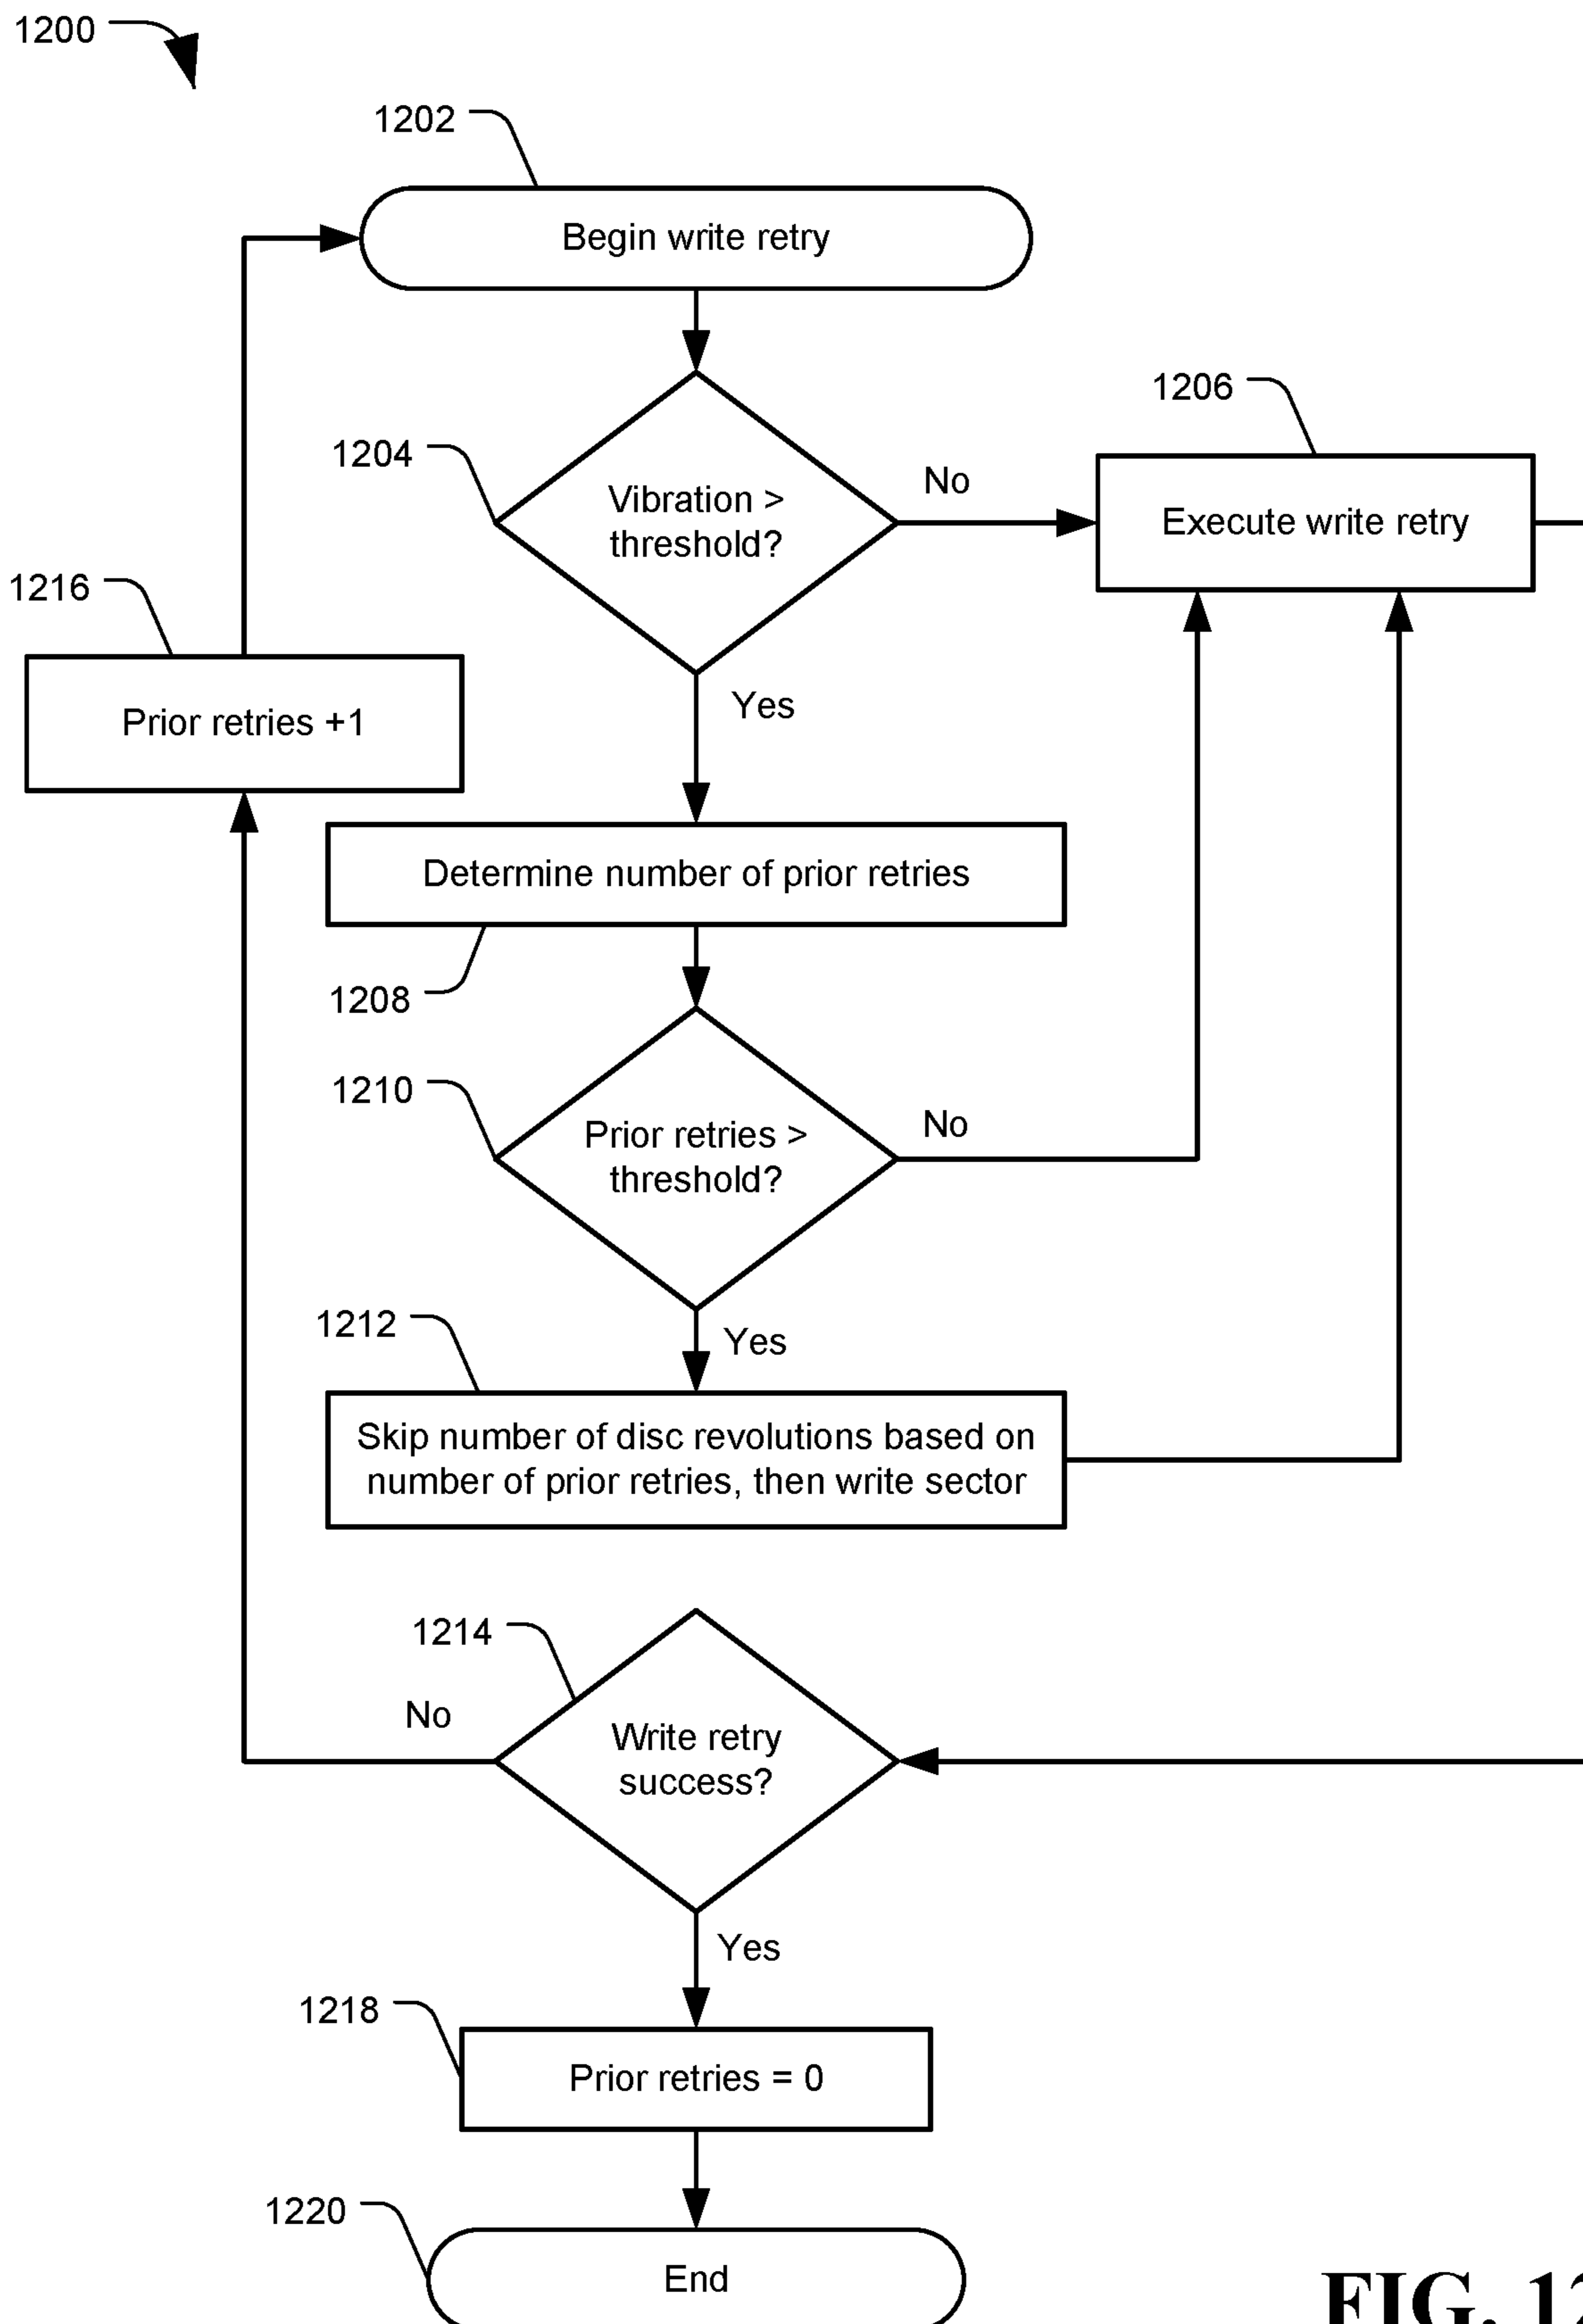 1200
1202
Begin write retry
1206
1204
Vibration >
threshold?
No
Execute write retry
1216
Yes
Prior retries +1
Determine number of prior retries
1208
1210
Prior retries >
threshold?
No
1212
Yes
Skip number of disc revolutions based on
number of prior retries, then write sector
1214
No
Write retry
success?
Yes
1218
Prior retries = 0
1220
End
FIG. 12